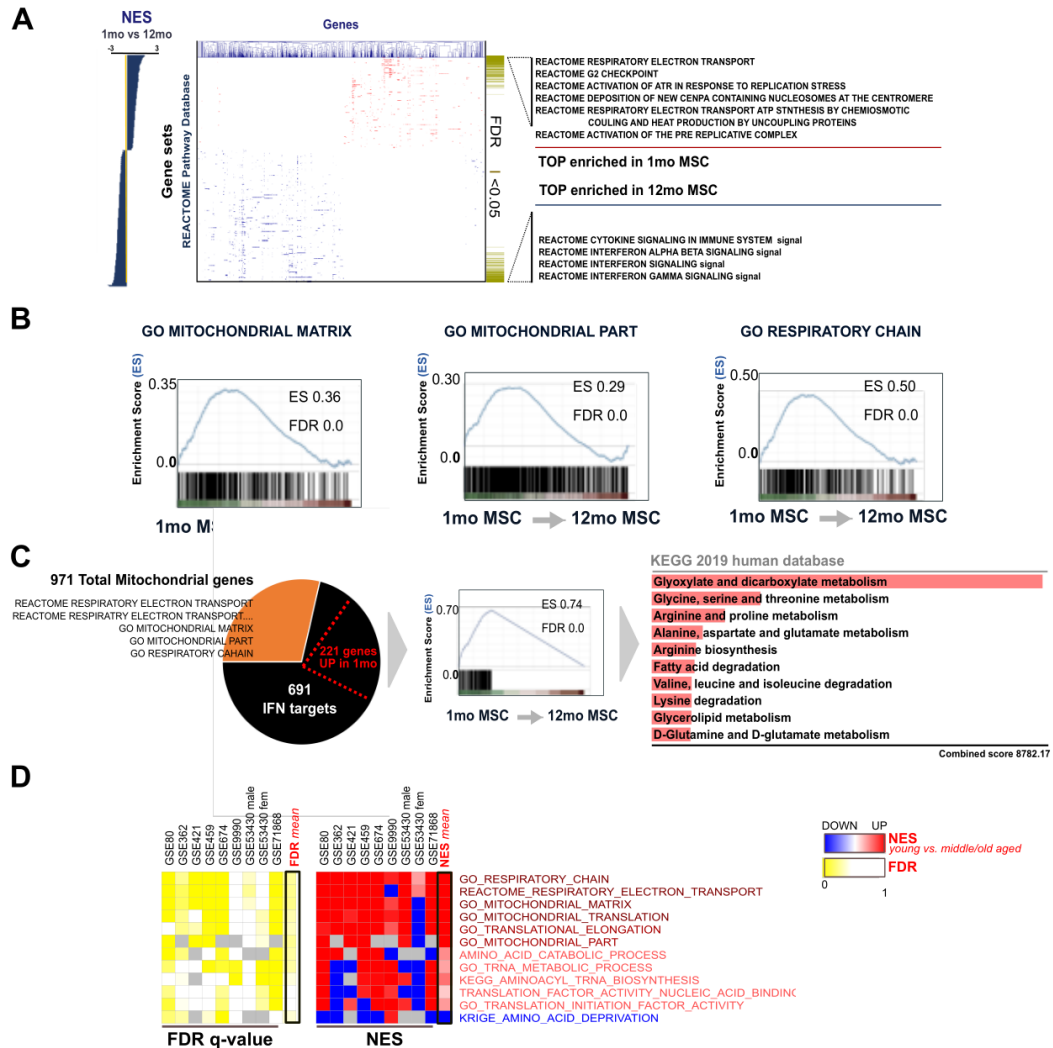 A
NES
1mo vs 12mo
-3 3
Genes
Gene sets
REACTOME Pathway Database
FDR <0.05
REACTOME RESPIRATORY ELECTRON TRANSPORT
REACTOME G2 CHECKPOINT
REACTOME ACTIVATION OF ATR IN RESPONSE TO REPLICATION STRESS
REACTOME DEPOSITION OF NEW CENPA CONTAINING NUCLEOSOMES AT THE CENTROMERE
REACTOME RESPIRATORY ELECTRON TRANSPORT ATP STNTHESIS BY CHEMIOSMOTIC
COULING AND HEAT PRODUCTION BY UNCOUPLING PROTEINS
REACTOME ACTIVATION OF THE PRE REPLICATIVE COMPLEX
TOP enriched in 1mo MSC
TOP enriched in 12mo MSC
REACTOME CYTOKINE SIGNALING IN IMMUNE SYSTEM signal
REACTOME INTERFERON ALPHA BETA SIGNALING signal
REACTOME INTERFERON SIGNALING signal
REACTOME INTERFERON GAMMA SIGNALING signal
B
GO MITOCHONDRIAL MATRIX
Enrichment Score (ES)
0.35
0.0
ES 0.36
FDR 0.0
1mo MS
GO MITOCHONDRIAL PART
Enrichment Score (ES)
0.30
0.0
ES 0.29
FDR 0.0
1mo MSC 12mo MSC
GO RESPIRATORY CHAIN
Enrichment Score (ES)
0.50
0.0
ES 0.50
FDR 0.0
1mo MSC 12mo MSC
C
971 Total Mitochondrial genes
REACTOME RESPIRATORY ELECTRON TRANSPORT
REACTOME RESPIRATRY ELECTRON TRANSPORT....
GO MITOCHONDRIAL MATRIX
GO MITOCHONDRIAL PART
GO RESPIRATORY CAHAIN
221 genes
UP in 1mo
691
IFN targets
Enrichment Score (ES)
0.70
0.0
ES 0.74
FDR 0.0
1mo MSC 12mo MSC
KEGG 2019 human database
Glyoxylate and dicarboxylate metabolism
Glycine, serine and threonine metabolism
Arginine and proline metabolism
Alanine, aspartate and glutamate metabolism
Arginine biosynthesis
Fatty acid degradation
Valine, leucine and isoleucine degradation
Lysine degradation
Glycerolipid metabolism
D-Glutamine and D-glutamate metabolism
Combined score 8782.17
D
GSE80
GSE362
GSE421
GSE459
GSE674
GSE9990
GSE53430 male
GSE53430 fem
GSE71868
FDR mean
GSE80
GSE362
GSE421
GSE459
GSE674
GSE9990
GSE53430 male
GSE53430 fem
GSE71868
NES mean
GO_RESPIRATORY_CHAIN
REACTOME_RESPIRATORY_ELECTRON_TRANSPORT
GO_MITOCHONDRIAL_MATRIX
GO_MITOCHONDRIAL_TRANSLATION
GO_TRANSLATIONAL_ELONGATION
GO_MITOCHONDRIAL_PART
AMINO_ACID_CATABOLIC_PROCESS
GO_TRNA_METABOLIC_PROCESS
KEGG_AMINOACYL_TRNA_BIOSYNTHESIS
TRANSLATION_FACTOR_ACTIVITY_NUCLEIC_ACID_BINDING
GO_TRANSLATION_INITIATION_FACTOR_ACTIVITY
KRIGE_AMINO_ACID_DEPRIVATION
FDR q-value
NES
DOWN UP
NES
young vs. middle/old aged
FDR
0 1